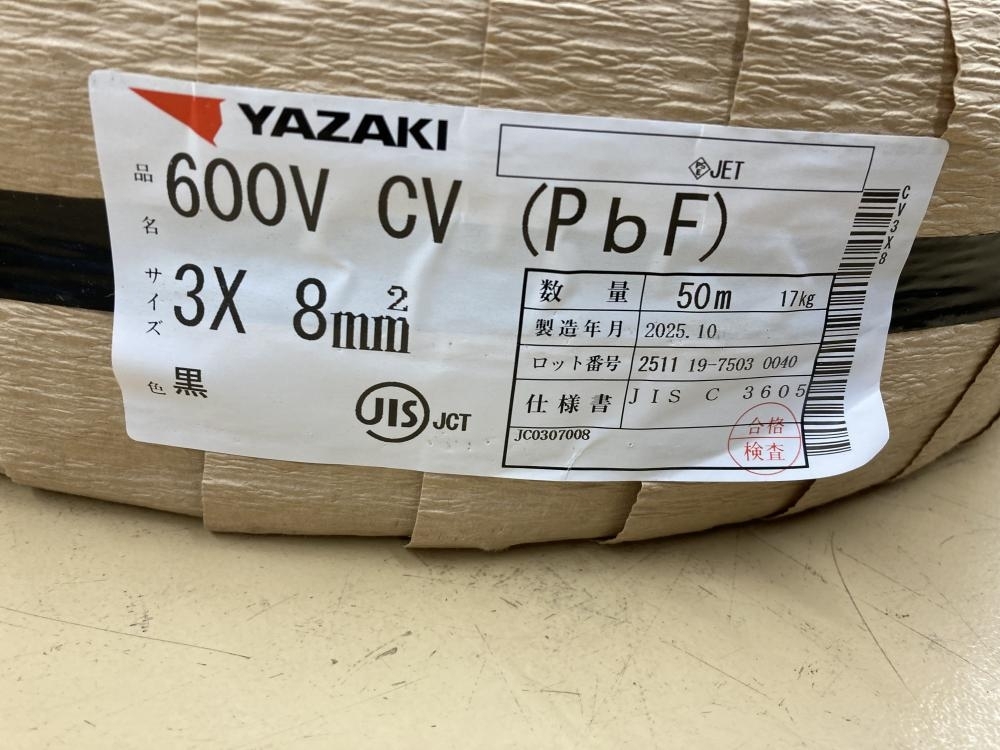 YAZAKI
JET
品名 600V CV (PbF)
サイズ 3X 8mm²
色 黒
JIS JCT
数量 50m 17kg
製造年月 2025.10
ロット番号 2511 19-7503 0040
仕様書 JIS C 3605
JC0307008
合格
検査
CV3X8